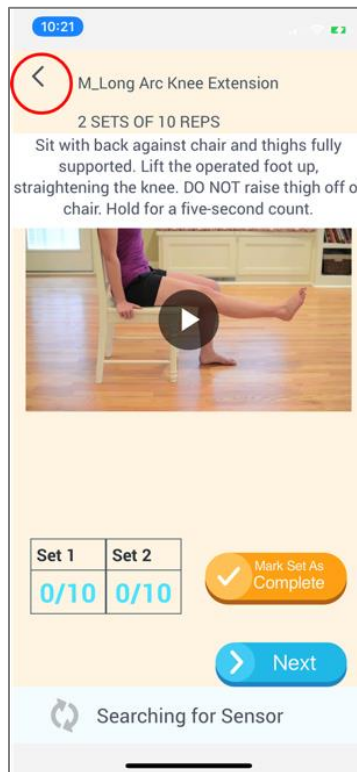 10:21
M_Long Arc Knee Extension
2 SETS OF 10 REPS
Sit with back against chair and thighs fully
supported. Lift the operated foot up,
straightening the knee. DO NOT raise thigh off o
chair. Hold for a five-second count.
Set 1 Set 2
0/10 0/10
Mark Set As
Complete
Next
Searching for Sensor